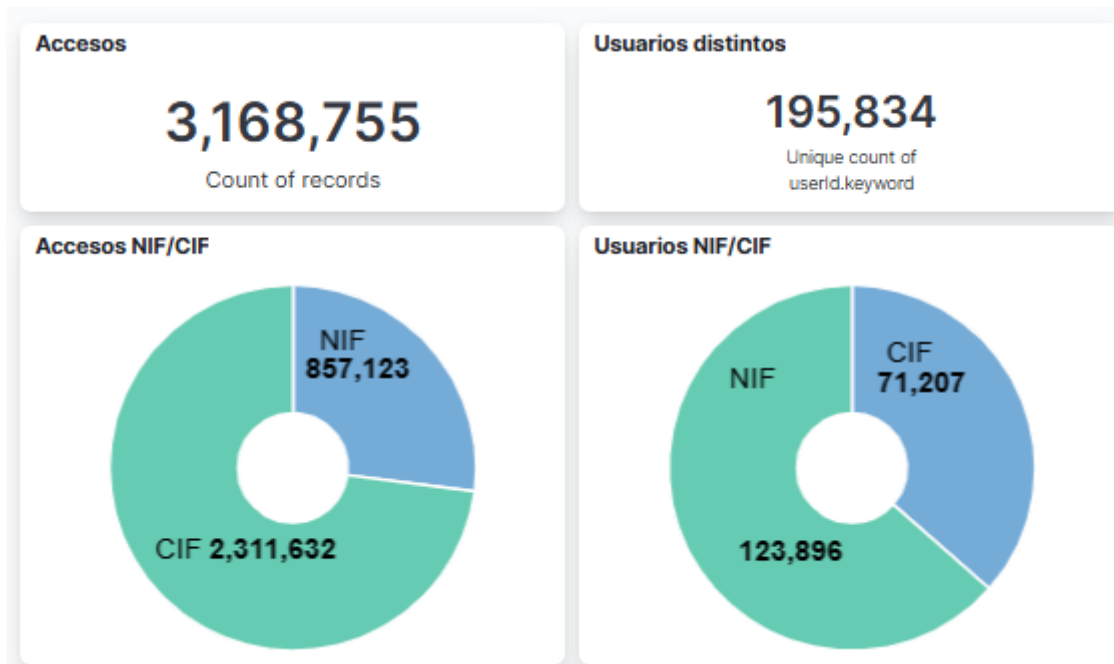 Accesos
3,168,755
Count of records
Usuarios distintos
195,834
Unique count of
userId.keyword
Accesos NIF/CIF
NIF
857,123
CIF 2,311,632
Usuarios NIF/CIF
CIF
71,207
NIF
123,896